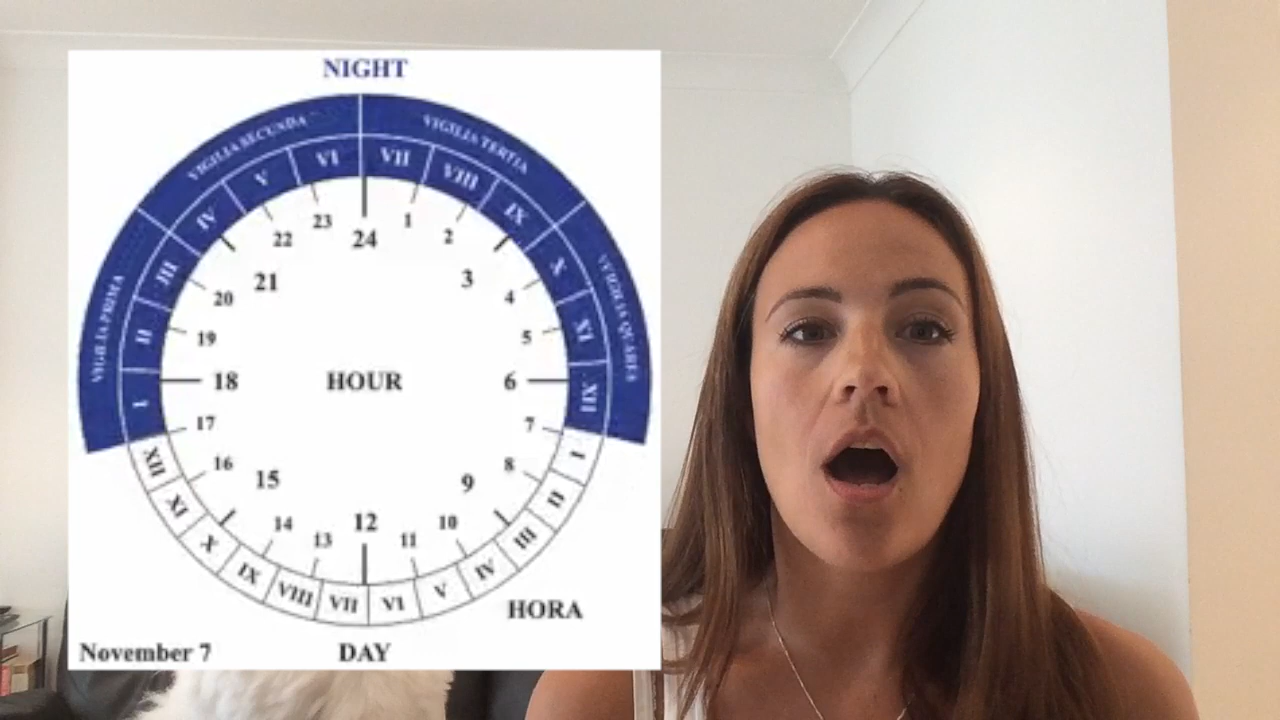 NIGHT
VIGILIA PRIMA
VIGILIA SECUNDA
VIGILIA TERTIA
VIGILIA QUARTA
I II III IV V VI VII VIII IX X XI XII
24 1 2 3 4 5 6 7 8 9 10 11 12 13 14 15 16 17 18 19 20 21 22 23
HOUR
I II III IV V VI VII VIII IX X XI XII
HORA
November 7
DAY